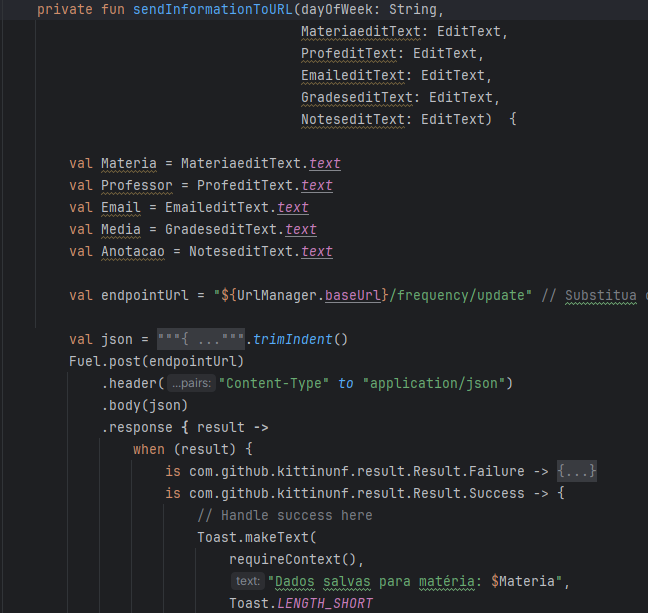 private fun sendInformationToURL(dayOfWeek: String,
MateriaeditText: EditText,
ProfeditText: EditText,
EmaileditText: EditText,
GradeseditText: EditText,
NoteseditText: EditText) {
val Materia = MateriaeditText.text
val Professor = ProfeditText.text
val Email = EmaileditText.text
val Media = GradeseditText.text
val Anotacao = NoteseditText.text
val endpointUrl = "${UrlManager.baseUrl}/frequency/update" // Substitua
val json = """{ ...""".trimIndent()
Fuel.post(endpointUrl)
.header( ...pairs: "Content-Type" to "application/json")
.body(json)
.response { result ->
when (result) {
is com.github.kittinunf.result.Result.Failure -> {...}
is com.github.kittinunf.result.Result.Success -> {
// Handle success here
Toast.makeText(
requireContext(),
text: "Dados salvas para matéria: $Materia",
Toast.LENGTH_SHORT